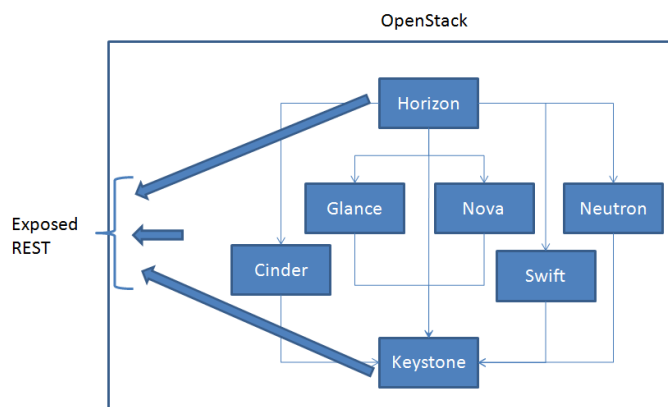 OpenStack
Horizon
Glance
Nova
Neutron
Exposed
REST
Cinder
Swift
Keystone